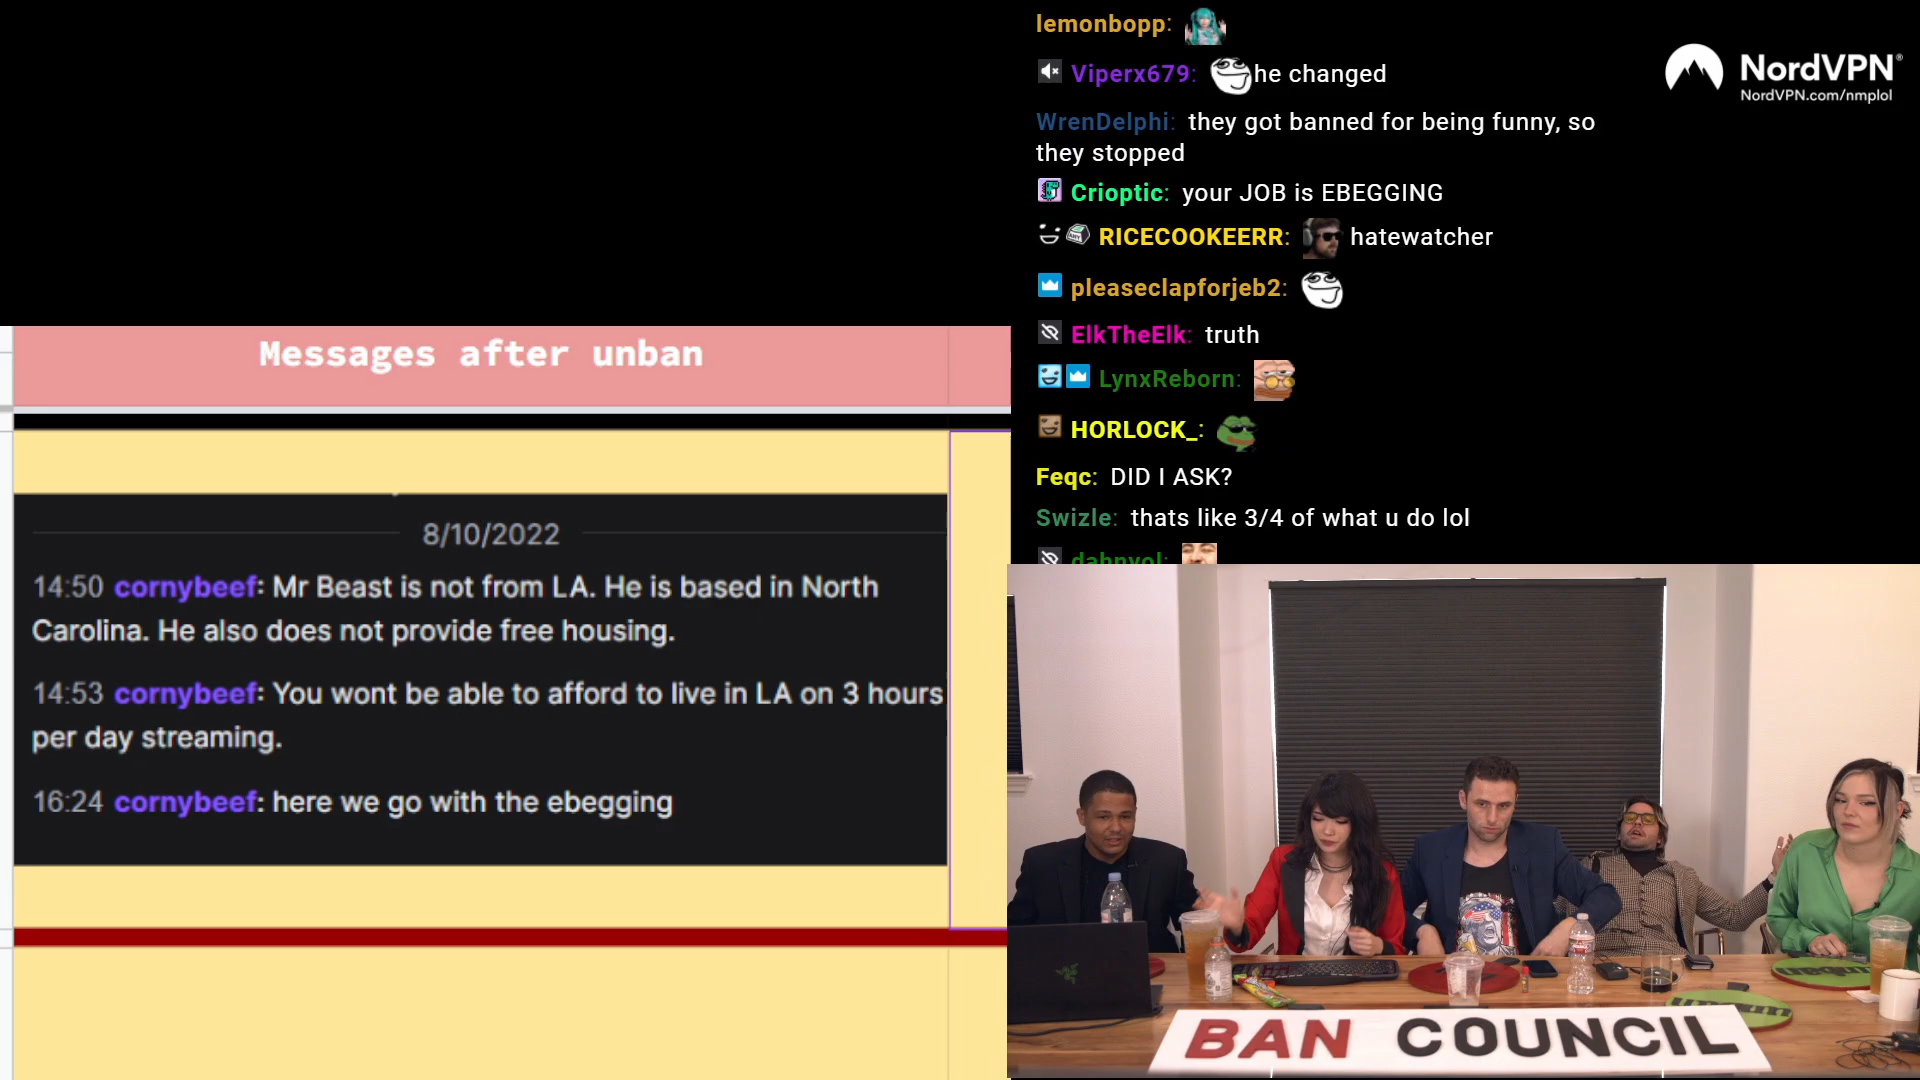 Messages after unban
8/10/2022
14:50 cornybeef: Mr Beast is not from LA. He is based in North
Carolina. He also does not provide free housing.
14:53 cornybeef: You wont be able to afford to live in LA on 3 hours
per day streaming.
16:24 cornybeef: here we go with the ebegging
lemonbopp:
Viperx679: he changed
WrenDelphi: they got banned for being funny, so
they stopped
Crioptic: your JOB is EBEGGING
RICECOOKEERR: hatewatcher
pleaseclapforjeb2:
ElkTheElk: truth
LynxReborn:
HORLOCK_:
Feqc: DID I ASK?
Swizle: thats like 3/4 of what u do lol
NordVPN®
NordVPN.com/nmplol
BAN COUNCIL